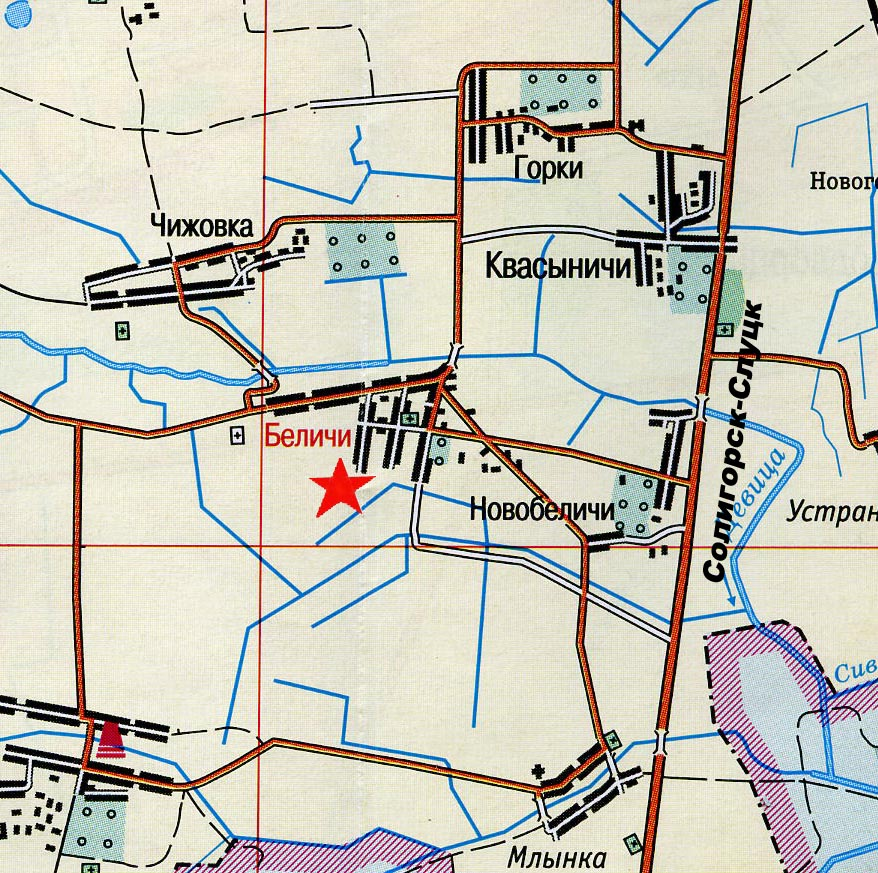 Горки
Новог
Чижовка
Квасыничи
Солигорск-Слуцк
Беличи
Новобеличи
Устран
Сив
Млынка